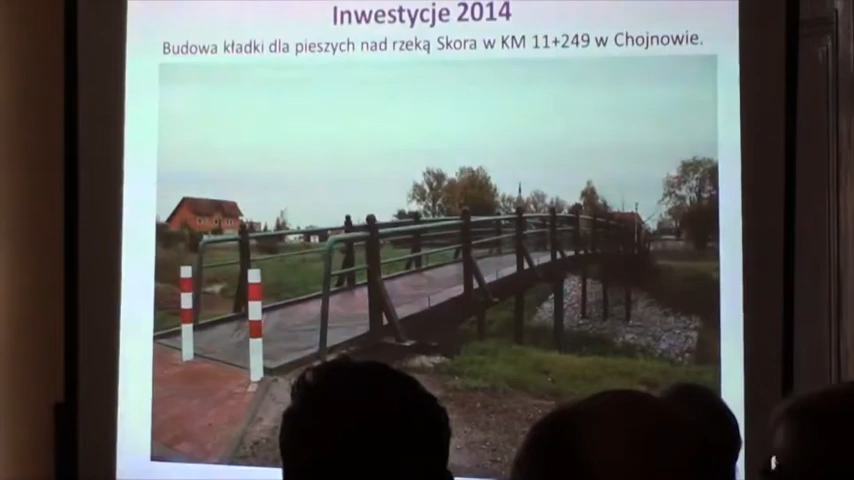 Inwestycje 2014
Budowa kładki dla pieszych nad rzeką Skora w KM 11+249 w Chojnowie.